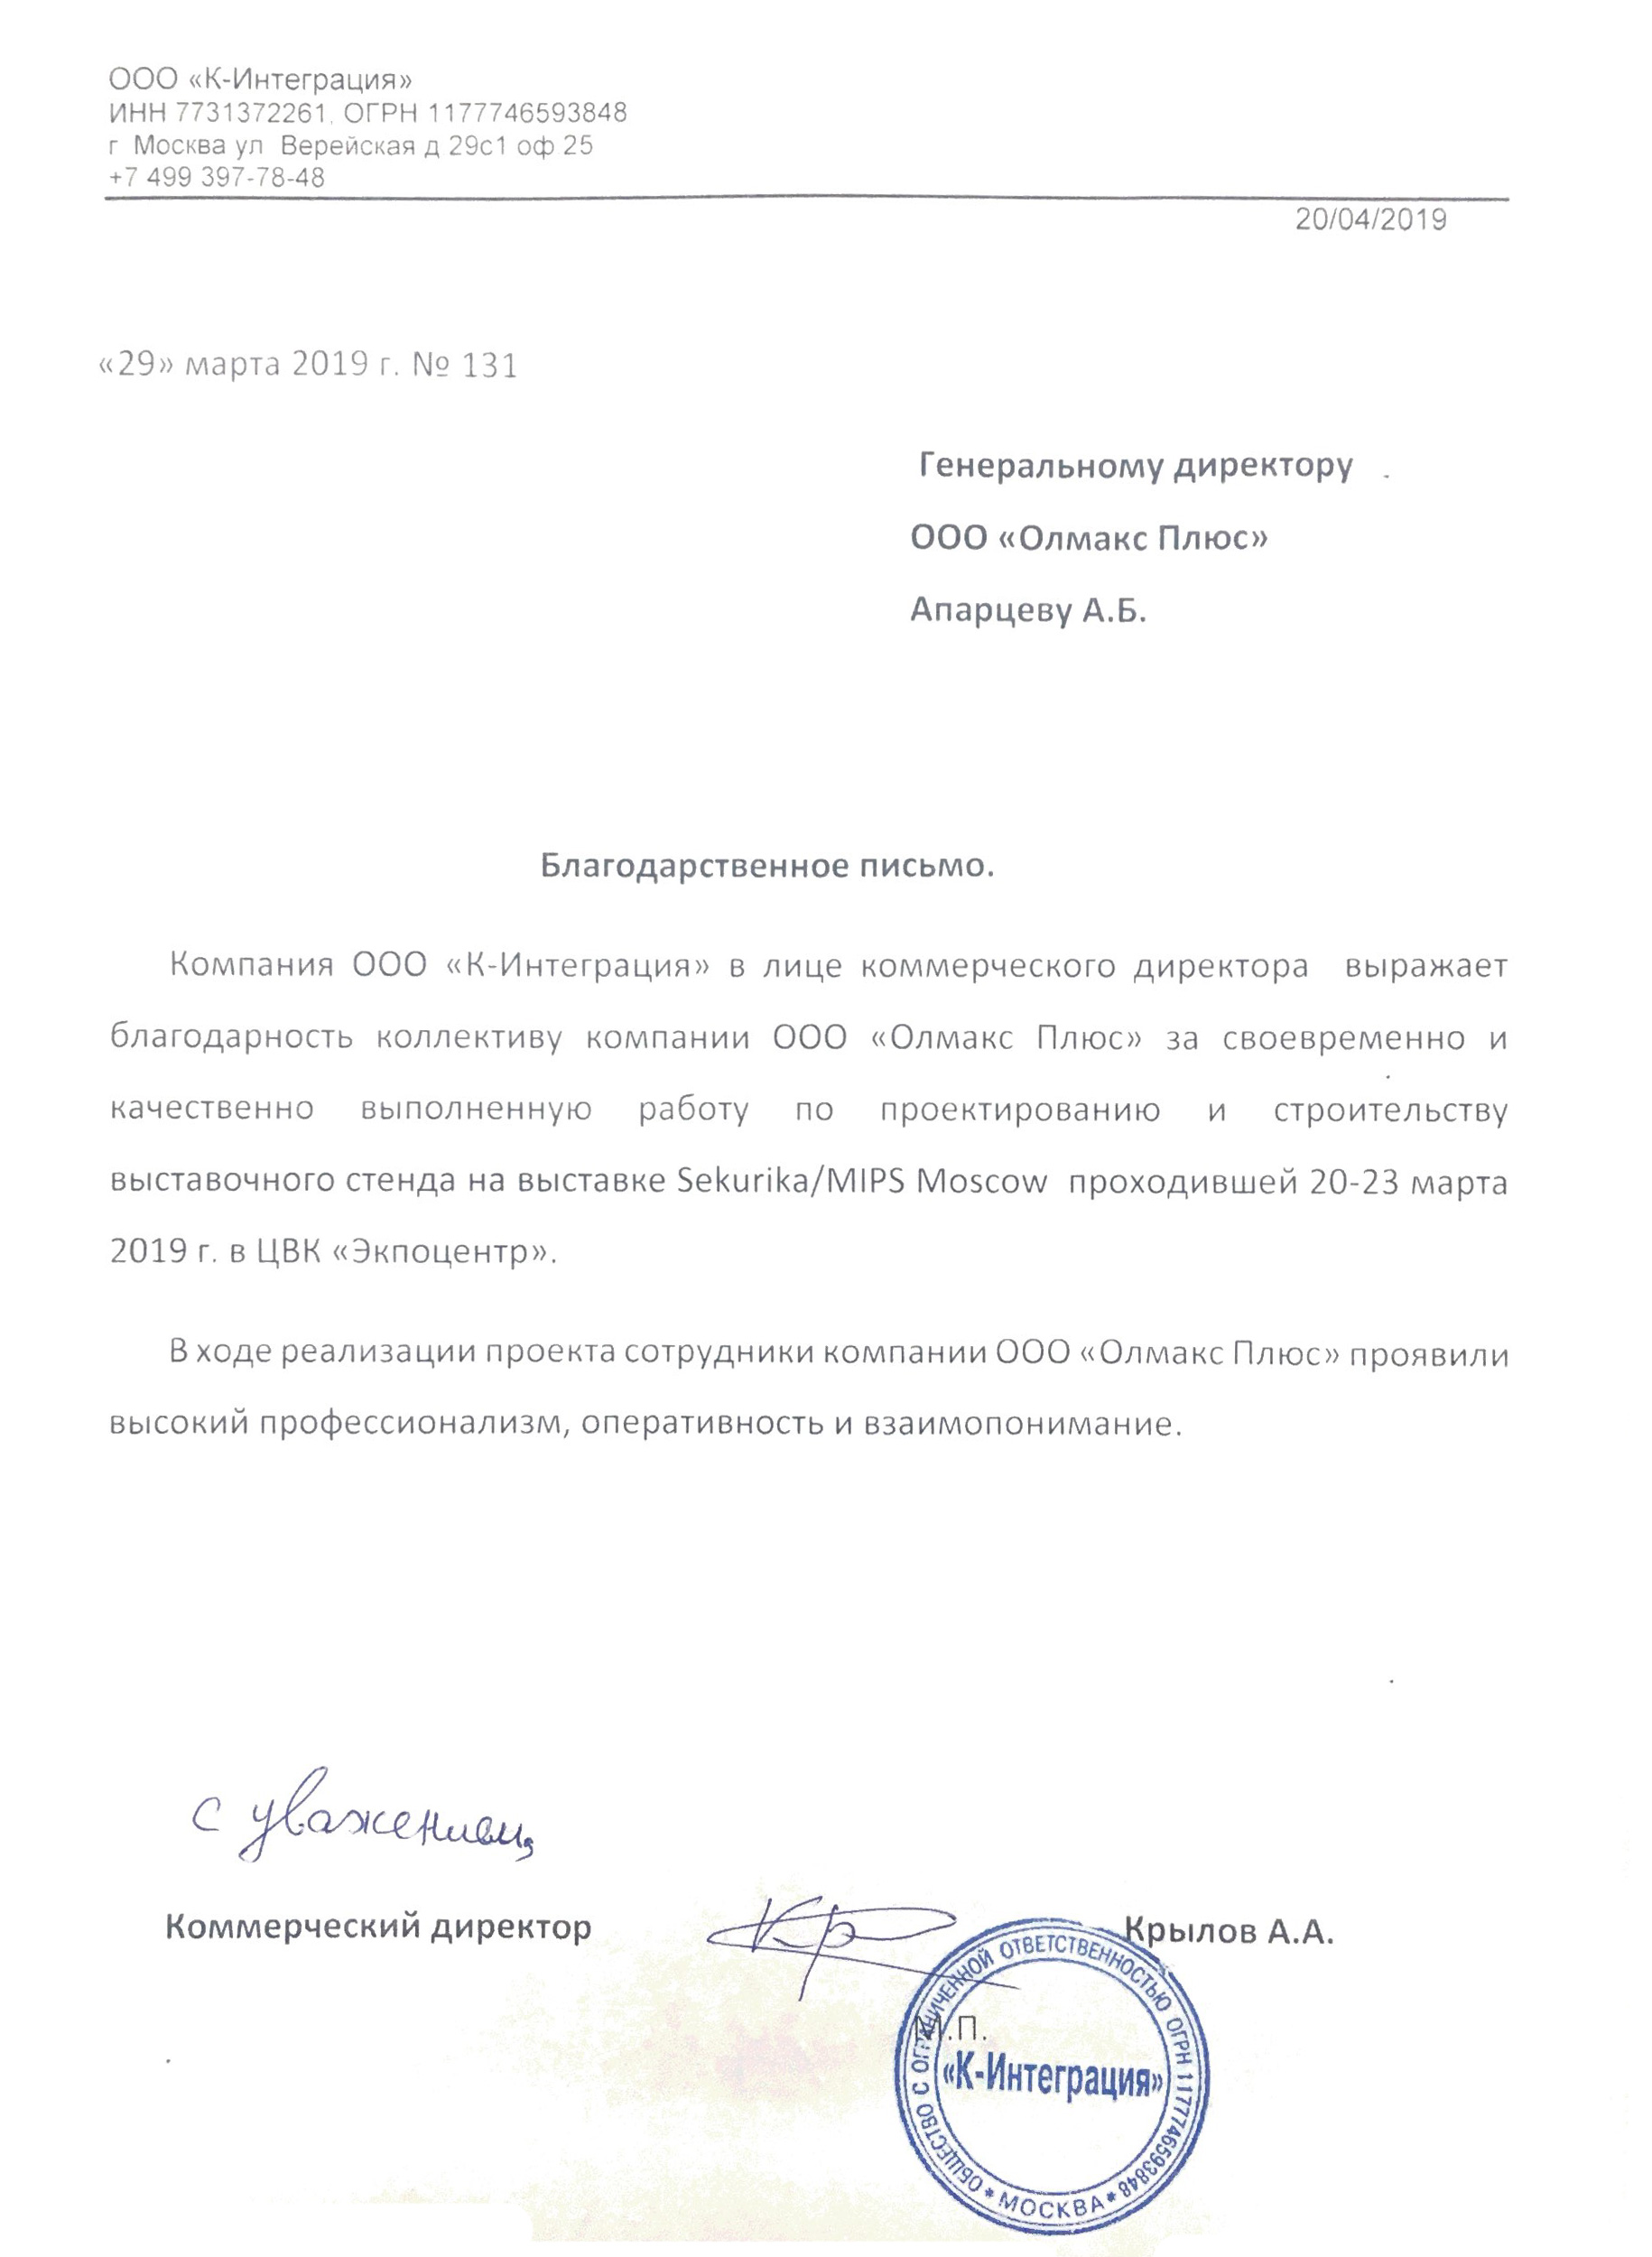 ООО «К-Интеграция»
ИНН 7731372261, ОГРН 1177746593848
г Москва ул Верейская д 29с1 оф 25
+7 499 397-78-48
20/04/2019
«29» марта 2019 г. № 131
Генеральному директору
ООО «Олмакс Плюс»
Апарцеву А.Б.
Благодарственное письмо.
Компания ООО «К-Интеграция» в лице коммерческого директора выражает
благодарность коллективу компании ООО «Олмакс Плюс» за своевременно и
качественно выполненную работу по проектированию и строительству
выставочного стенда на выставке Sekurika/MIPS Moscow проходившей 20-23 марта
2019 г. в ЦВК «Экпоцентр».
В ходе реализации проекта сотрудники компании ООО «Олмакс Плюс» проявили
высокий профессионализм, оперативность и взаимопонимание.
с уважением,
Коммерческий директор Кр Крылов А.А.
М.П.
«К-Интеграция»
ОБЩЕСТВО С ОГРАНИЧЕННОЙ ОТВЕТСТВЕННОСТЬЮ ОГРН 1177746593848
* МОСКВА *